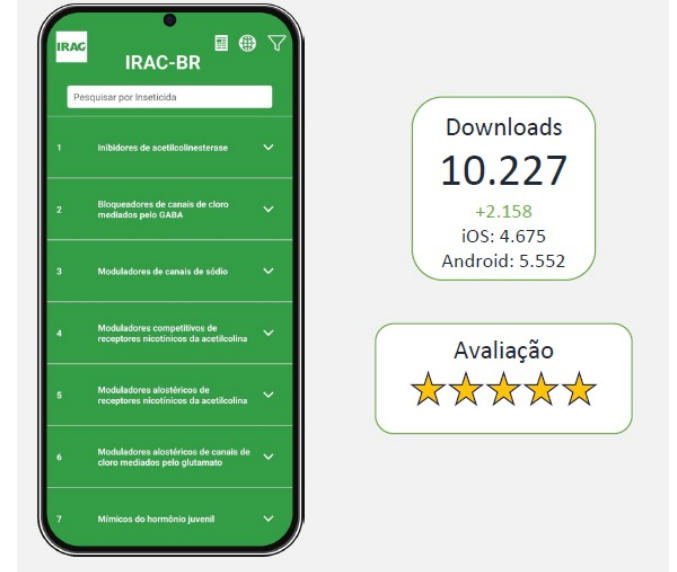 IRAC
IRAC-BR
Pesquisar por Inseticida
1 Inibidores de acetilcolinesterase
2 Bloqueadores de canais de cloro
mediados pelo GABA
3 Moduladores de canais de sódio
4 Moduladores competitivos de
receptores nicotínicos da acetilcolina
5 Moduladores alostéricos de
receptores nicotínicos da acetilcolina
6 Moduladores alostéricos de canais de
cloro mediados pelo glutamato
7 Mímicos do hormônio juvenil
Downloads
10.227
+2.158
iOS: 4.675
Android: 5.552
Avaliação